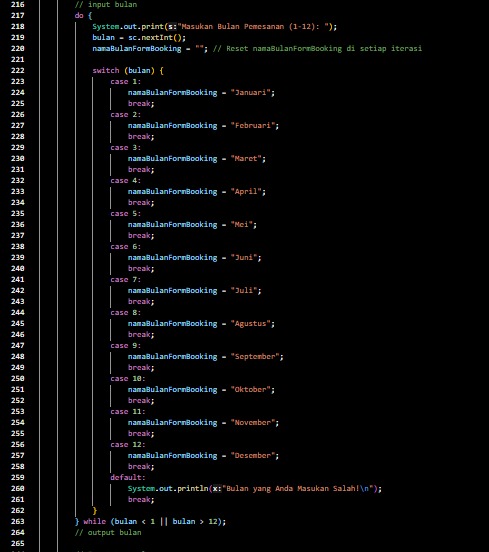 216 // input bulan
217 do {
218 System.out.print(s:"Masukan Bulan Pemesanan (1-12): ");
219 bulan = sc.nextInt();
220 namaBulanFormBooking = ""; // Reset namaBulanFormBooking di setiap iterasi
221
222 switch (bulan) {
223 case 1:
224 namaBulanFormBooking = "Januari";
225 break;
226 case 2:
227 namaBulanFormBooking = "Februari";
228 break;
229 case 3:
230 namaBulanFormBooking = "Maret";
231 break;
232 case 4:
233 namaBulanFormBooking = "April";
234 break;
235 case 5:
236 namaBulanFormBooking = "Mei";
237 break;
238 case 6:
239 namaBulanFormBooking = "Juni";
240 break;
241 case 7:
242 namaBulanFormBooking = "Juli";
243 break;
244 case 8:
245 namaBulanFormBooking = "Agustus";
246 break;
247 case 9:
248 namaBulanFormBooking = "September";
249 break;
250 case 10:
251 namaBulanFormBooking = "Oktober";
252 break;
253 case 11:
254 namaBulanFormBooking = "November";
255 break;
256 case 12:
257 namaBulanFormBooking = "Desember";
258 break;
259 default:
260 System.out.println(x:"Bulan yang Anda Masukan Salah!\n");
261 break;
262 }
263 } while (bulan < 1 || bulan > 12);
264 // output bulan
265